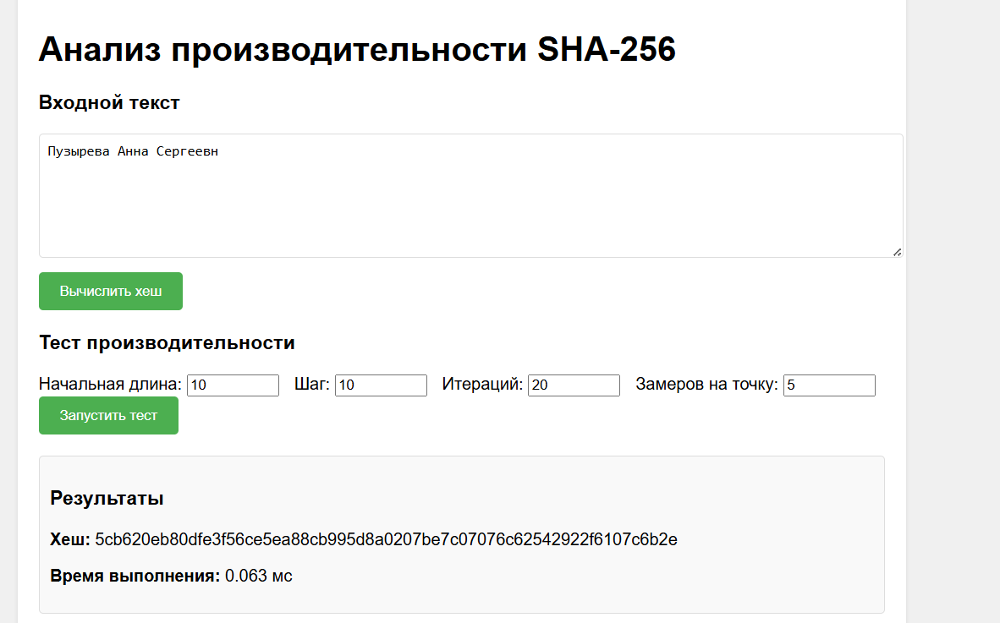 Анализ производительности SHA-256
Входной текст
Пузырева Анна Сергеевн
Вычислить хеш
Тест производительности
Начальная длина: 10 Шаг: 10 Итераций: 20 Замеров на точку: 5
Запустить тест
Результаты
Хеш: 5cb620eb80dfe3f56ce5ea88cb995d8a0207be7c07076c62542922f6107c6b2e
Время выполнения: 0.063 мс